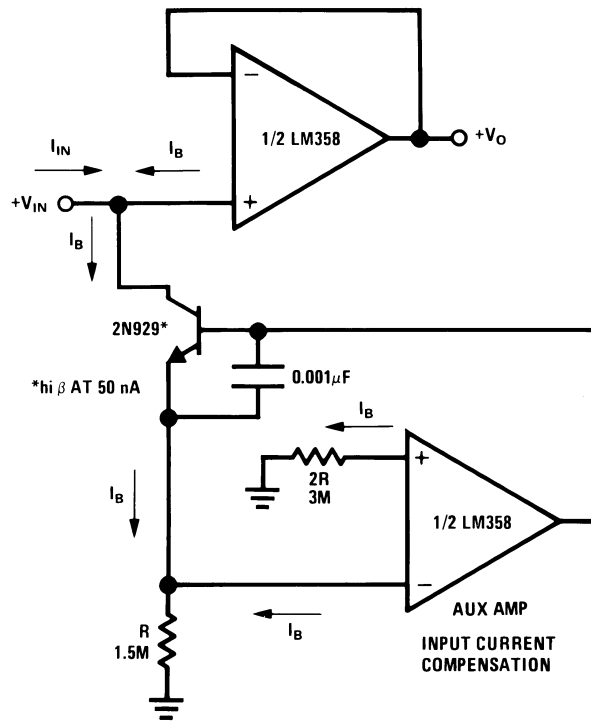 −
1/2 LM358
+V_O
I_IN
I_B
+V_IN
+
I_B
2N929*
0.001μF
*hi β AT 50 nA
I_B
+
2R
3M
1/2 LM358
I_B
−
I_B
R
1.5M
AUX AMP
INPUT CURRENT
COMPENSATION